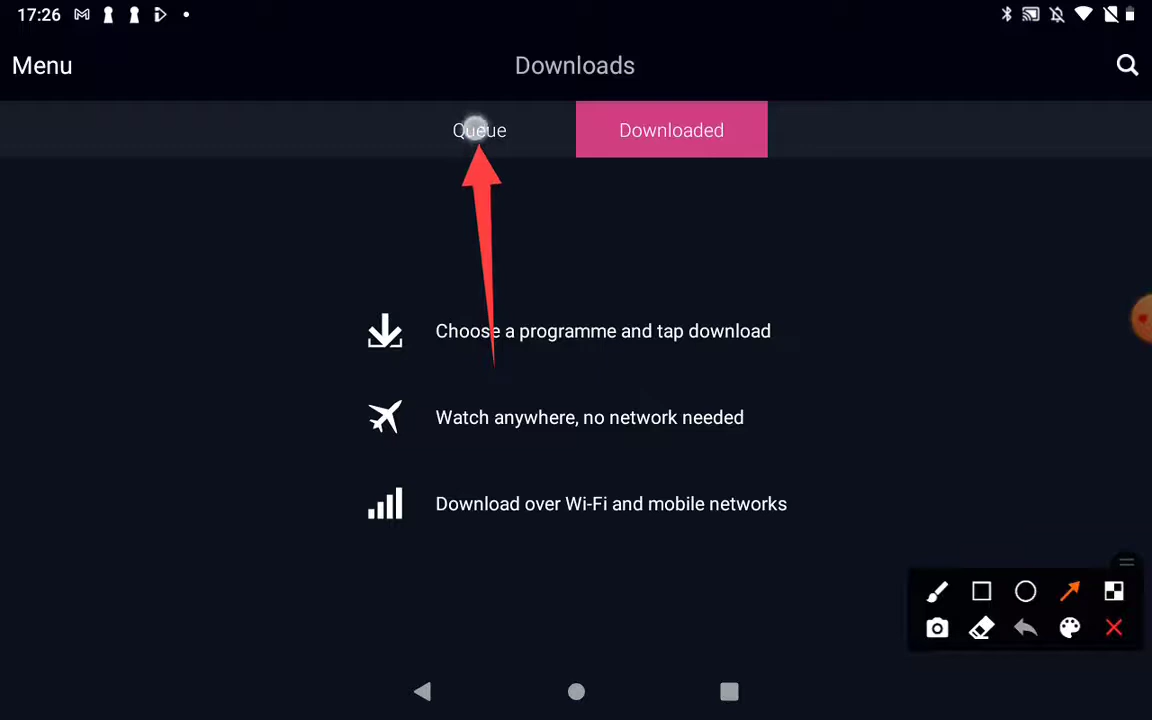 17:26
Menu
Downloads
Queue
Downloaded
Choose a programme and tap download
Watch anywhere, no network needed
Download over Wi-Fi and mobile networks